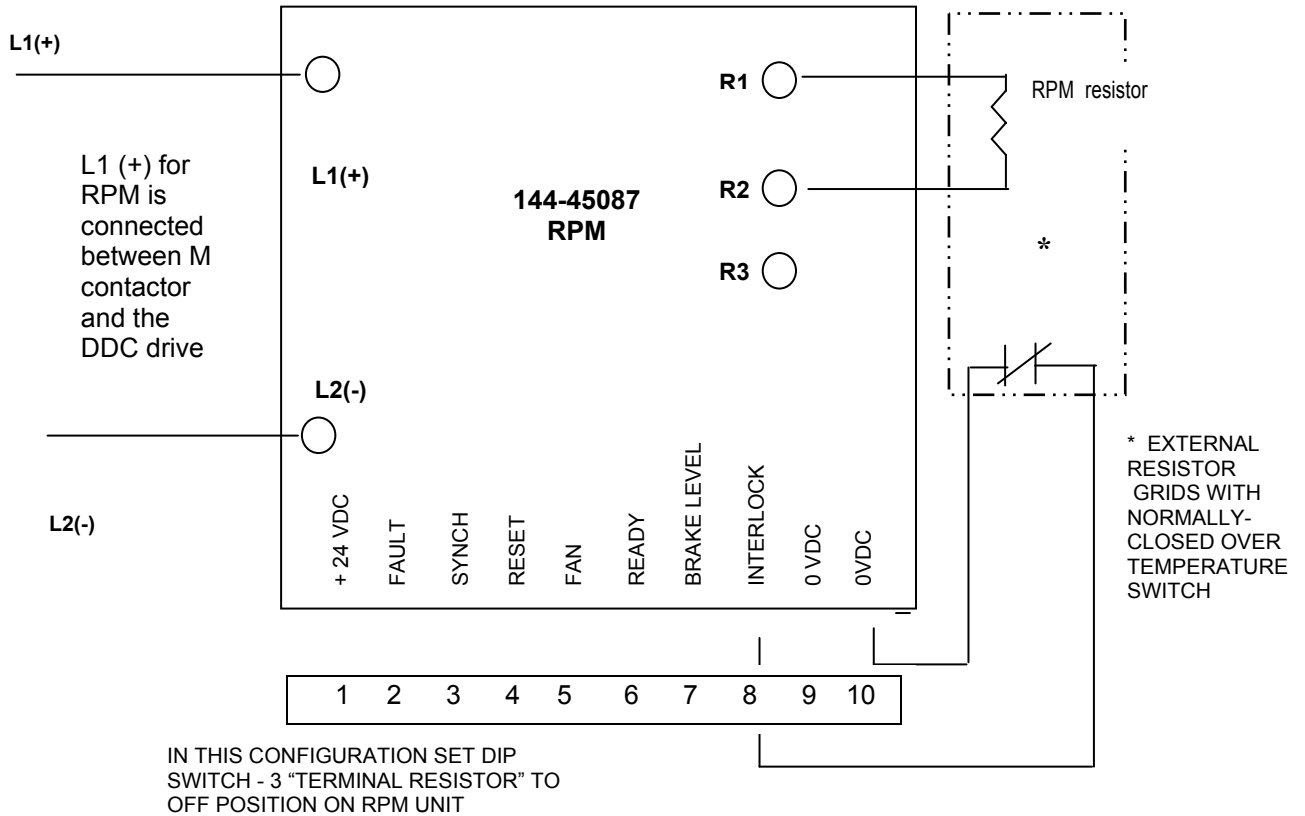 L1(+)
R1
RPM resistor
L1 (+) for
RPM is
connected
between M
contactor
and the
DDC drive
L1(+)
144-45087
RPM
R2
*
R3
L2(-)
L2(-)
+ 24 VDC
FAULT
SYNCH
RESET
FAN
READY
BRAKE LEVEL
INTERLOCK
0 VDC
0VDC
* EXTERNAL
RESISTOR
GRIDS WITH
NORMALLY-
CLOSED OVER
TEMPERATURE
SWITCH
1 2 3 4 5 6 7 8 9 10
IN THIS CONFIGURATION SET DIP
SWITCH - 3 “TERMINAL RESISTOR” TO
OFF POSITION ON RPM UNIT